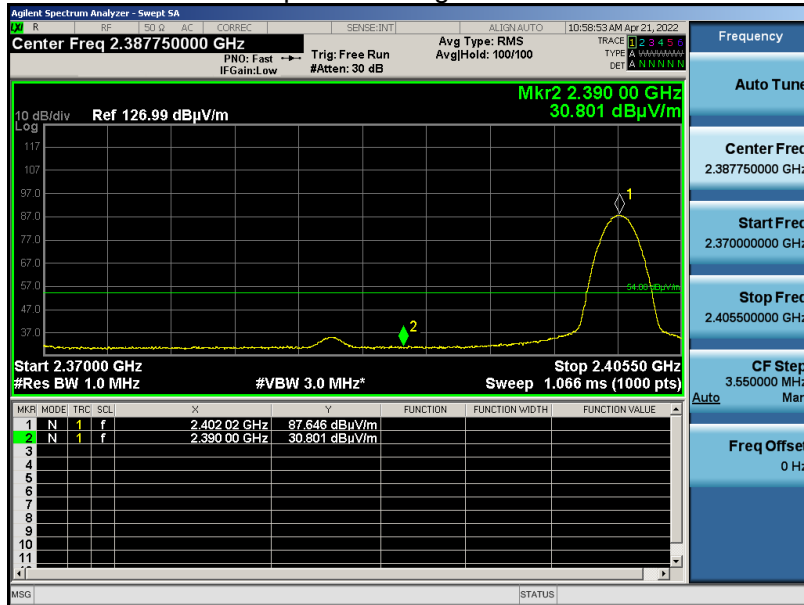 Agilent Spectrum Analyzer - Swept SA
LXI R RF 50 Ω AC CORREC SENSE:INT ALIGN AUTO 10:58:53 AM Apr 21, 2022
Center Freq 2.387750000 GHz
PNO: Fast
IFGain:Low
Trig: Free Run
#Atten: 30 dB
Avg Type: RMS
Avg|Hold: 100/100
TRACE 1 2 3 4 5 6
TYPE A
DET A N N N N N
Mkr2 2.390 00 GHz
30.801 dBµV/m
10 dB/div Ref 126.99 dBµV/m
Log
117
107
97.0
87.0
77.0
67.0
57.0
47.0
37.0
1
54.00 dBµV/m
2
Start 2.37000 GHz Stop 2.40550 GHz
#Res BW 1.0 MHz #VBW 3.0 MHz* Sweep 1.066 ms (1000 pts)
MKR MODE TRC SCL X Y FUNCTION FUNCTION WIDTH FUNCTION VALUE
1 N 1 f 2.402 02 GHz 87.646 dBµV/m
2 N 1 f 2.390 00 GHz 30.801 dBµV/m
3
4
5
6
7
8
9
10
11
MSG STATUS
Frequency
Auto Tune
Center Freq
2.387750000 GHz
Start Freq
2.370000000 GHz
Stop Freq
2.405500000 GHz
CF Step
3.550000 MHz
Auto Man
Freq Offset
0 Hz